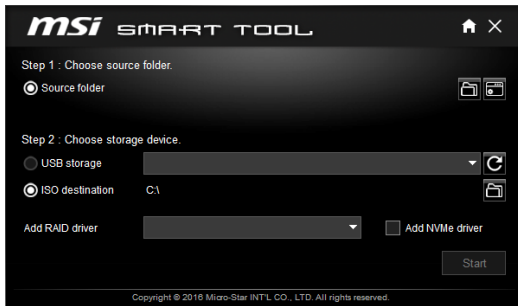 msi SMART TOOL
Step 1 : Choose source folder.
Source folder
Step 2 : Choose storage device.
USB storage
ISO destination C:\
Add RAID driver Add NVMe driver
Start
Copyright © 2016 Micro-Star INT'L CO., LTD. All rights reserved.